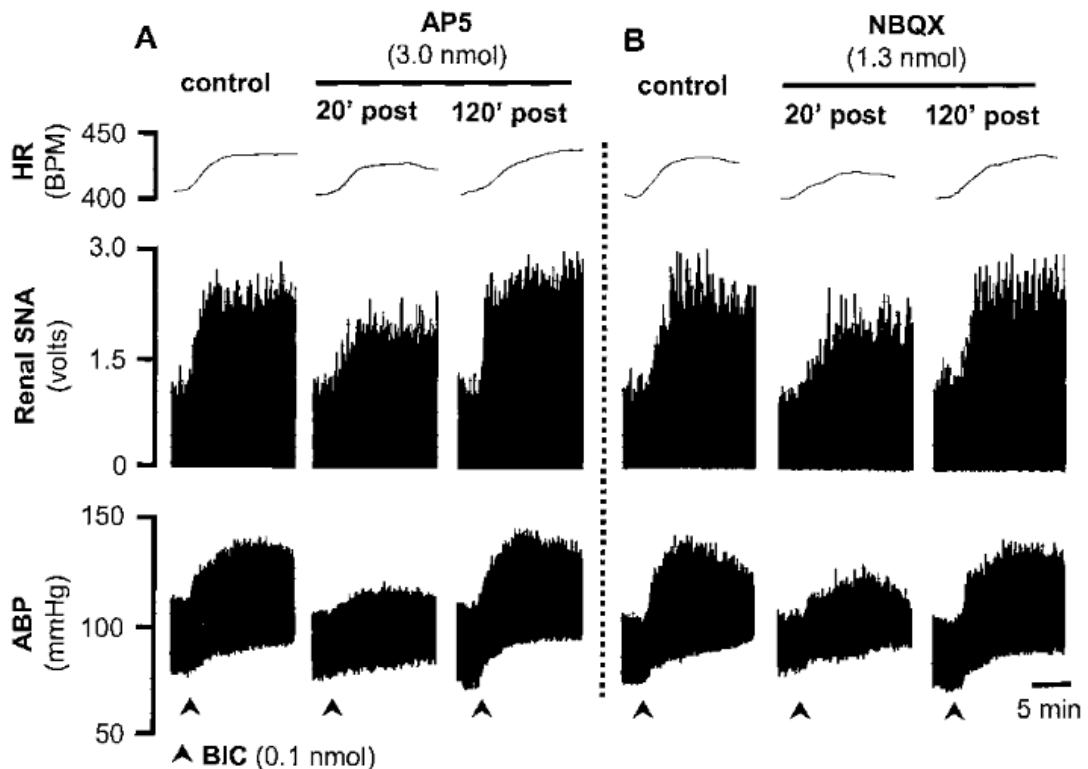 A
AP5
(3.0 nmol)
control
20' post 120' post
B
NBQX
(1.3 nmol)
control
20' post 120' post
HR
(BPM)
450
400
Renal SNA
(volts)
3.0
1.5
0
ABP
(mmHg)
150
100
50
5 min
BIC (0.1 nmol)